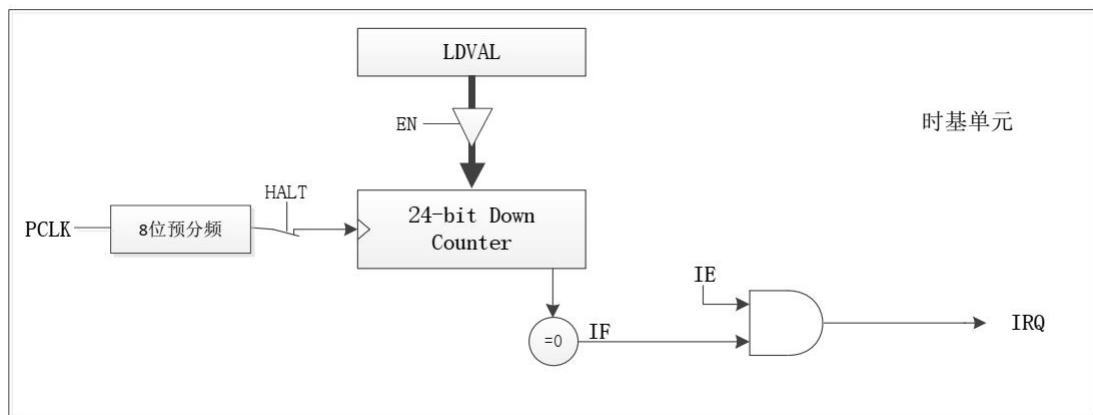 LDVAL
EN
时基单元
HALT
PCLK
8位预分频
24-bit Down
Counter
IE
=0
IF
IRQ